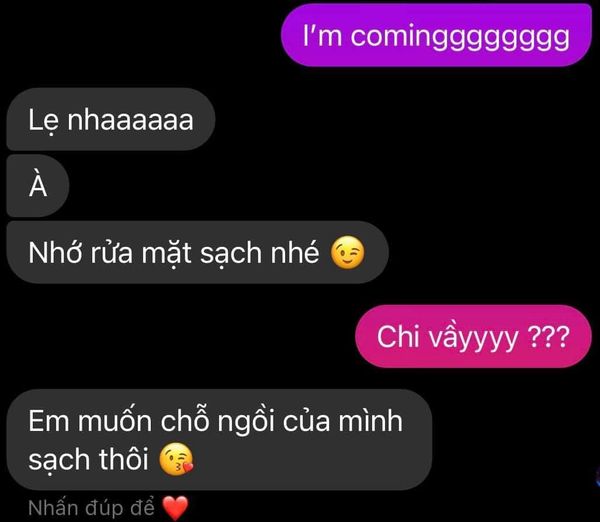 I'm cominggggggggg
Lẹ nhaaaaaa
À
Nhớ rửa mặt sạch nhé 😉
Chi vầyyyy ???
Em muốn chỗ ngồi của mình
sạch thôi 😘
Nhấn đúp để ❤️